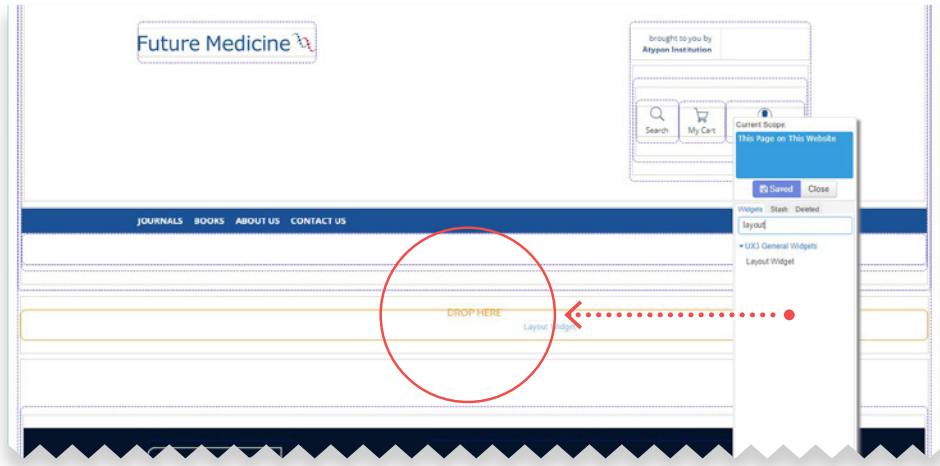 Future Medicine
brought to you by
Atypon Institution
Search
My Cart
Current Scope:
This Page on This Website
Saved
Close
Widgets
Stash
Deleted
layout
JOURNALS
BOOKS
ABOUT US
CONTACT US
UX3 General Widgets
Layout Widget
DROP HERE
Layout Widget